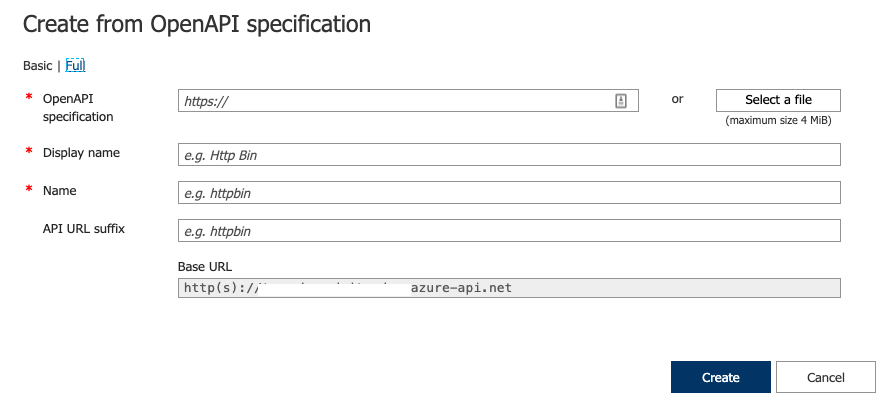 Create from OpenAPI specification
Basic | Full
* OpenAPI specification
https://
or
Select a file
(maximum size 4 MiB)
* Display name
e.g. Http Bin
* Name
e.g. httpbin
API URL suffix
e.g. httpbin
Base URL
http(s):// azure-api.net
Create
Cancel